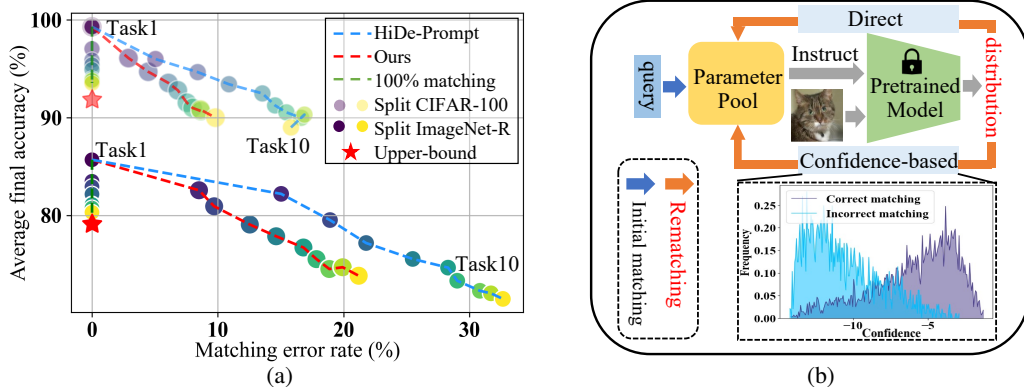 100
90
80
0
10
20
30
Average final accuracy (%)
Matching error rate (%)
Task1
Task10
Task1
Task10
HiDe-Prompt
Ours
100% matching
Split CIFAR-100
Split ImageNet-R
Upper-bound
(a)
Direct
query
Parameter
Pool
Instruct
Pretrained
Model
distribution
Confidence-based
Initial matching
Rematching
Correct matching
Incorrect matching
Frequency
0.25
0.20
0.15
0.10
0.05
0.00
−10
−5
Confidence
(b)